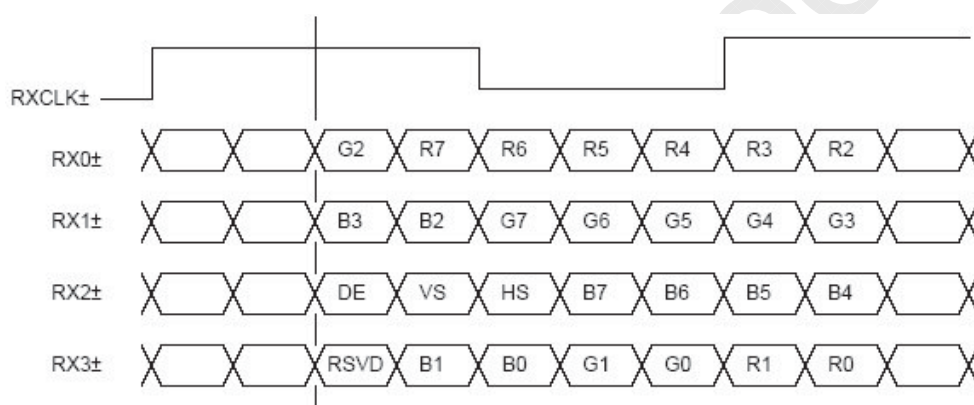 RXCLK±
RX0± G2 R7 R6 R5 R4 R3 R2
RX1± B3 B2 G7 G6 G5 G4 G3
RX2± DE VS HS B7 B6 B5 B4
RX3± RSVD B1 B0 G1 G0 R1 R0